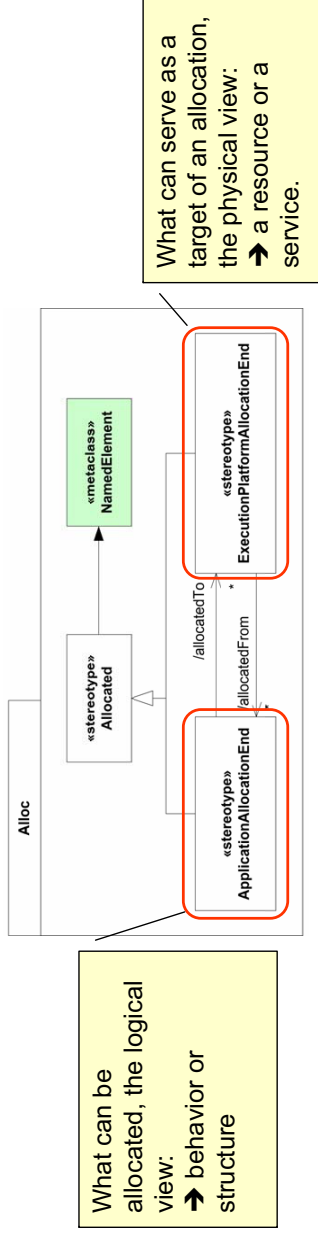 What can be
allocated, the logical
view:
➔ behavior or
structure
Alloc
«stereotype»
Allocated
«metaclass»
NamedElement
«stereotype»
ApplicationAllocationEnd
/allocatedTo
*
/allocatedFrom
*
«stereotype»
ExecutionPlatformAllocationEnd
What can serve as a
target of an allocation,
the physical view:
➔ a resource or a
service.